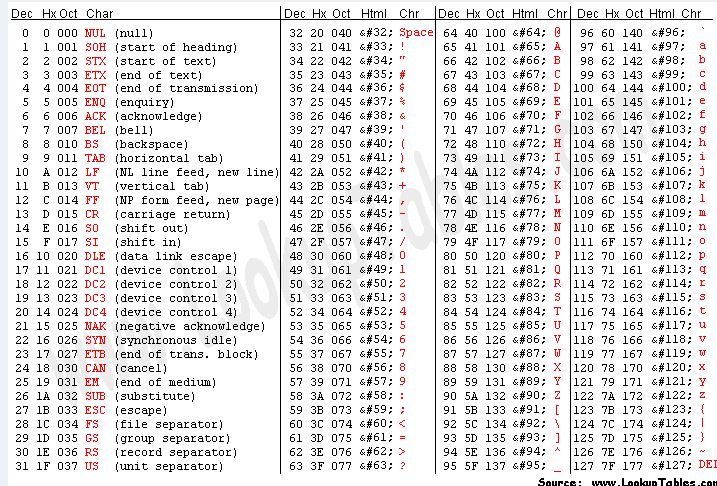 Dec Hx Oct Char Dec Hx Oct Html Chr Dec Hx Oct Html Chr Dec Hx Oct Html Chr
0 0 000 NUL (null) 32 20 040 &#32; Space 64 40 100 &#64; @ 96 60 140 &#96; `
1 1 001 SOH (start of heading) 33 21 041 &#33; ! 65 41 101 &#65; A 97 61 141 &#97; a
2 2 002 STX (start of text) 34 22 042 &#34; " 66 42 102 &#66; B 98 62 142 &#98; b
3 3 003 ETX (end of text) 35 23 043 &#35; # 67 43 103 &#67; C 99 63 143 &#99; c
4 4 004 EOT (end of transmission) 36 24 044 &#36; $ 68 44 104 &#68; D 100 64 144 &#100; d
5 5 005 ENQ (enquiry) 37 25 045 &#37; % 69 45 105 &#69; E 101 65 145 &#101; e
6 6 006 ACK (acknowledge) 38 26 046 &#38; & 70 46 106 &#70; F 102 66 146 &#102; f
7 7 007 BEL (bell) 39 27 047 &#39; ' 71 47 107 &#71; G 103 67 147 &#103; g
8 8 010 BS (backspace) 40 28 050 &#40; ( 72 48 110 &#72; H 104 68 150 &#104; h
9 9 011 TAB (horizontal tab) 41 29 051 &#41; ) 73 49 111 &#73; I 105 69 151 &#105; i
10 A 012 LF (NL line feed, new line) 42 2A 052 &#42; * 74 4A 112 &#74; J 106 6A 152 &#106; j
11 B 013 VT (vertical tab) 43 2B 053 &#43; + 75 4B 113 &#75; K 107 6B 153 &#107; k
12 C 014 FF (NP form feed, new page) 44 2C 054 &#44; , 76 4C 114 &#76; L 108 6C 154 &#108; l
13 D 015 CR (carriage return) 45 2D 055 &#45; - 77 4D 115 &#77; M 109 6D 155 &#109; m
14 E 016 SO (shift out) 46 2E 056 &#46; . 78 4E 116 &#78; N 110 6E 156 &#110; n
15 F 017 SI (shift in) 47 2F 057 &#47; / 79 4F 117 &#79; O 111 6F 157 &#111; o
16 10 020 DLE (data link escape) 48 30 060 &#48; 0 80 50 120 &#80; P 112 70 160 &#112; p
17 11 021 DC1 (device control 1) 49 31 061 &#49; 1 81 51 121 &#81; Q 113 71 161 &#113; q
18 12 022 DC2 (device control 2) 50 32 062 &#50; 2 82 52 122 &#82; R 114 72 162 &#114; r
19 13 023 DC3 (device control 3) 51 33 063 &#51; 3 83 53 123 &#83; S 115 73 163 &#115; s
20 14 024 DC4 (device control 4) 52 34 064 &#52; 4 84 54 124 &#84; T 116 74 164 &#116; t
21 15 025 NAK (negative acknowledge) 53 35 065 &#53; 5 85 55 125 &#85; U 117 75 165 &#117; u
22 16 026 SYN (synchronous idle) 54 36 066 &#54; 6 86 56 126 &#86; V 118 76 166 &#118; v
23 17 027 ETB (end of trans. block) 55 37 067 &#55; 7 87 57 127 &#87; W 119 77 167 &#119; w
24 18 030 CAN (cancel) 56 38 070 &#56; 8 88 58 130 &#88; X 120 78 170 &#120; x
25 19 031 EM (end of medium) 57 39 071 &#57; 9 89 59 131 &#89; Y 121 79 171 &#121; y
26 1A 032 SUB (substitute) 58 3A 072 &#58; : 90 5A 132 &#90; Z 122 7A 172 &#122; z
27 1B 033 ESC (escape) 59 3B 073 &#59; ; 91 5B 133 &#91; [ 123 7B 173 &#123; {
28 1C 034 FS (file separator) 60 3C 074 &#60; < 92 5C 134 &#92; \ 124 7C 174 &#124; |
29 1D 035 GS (group separator) 61 3D 075 &#61; = 93 5D 135 &#93; ] 125 7D 175 &#125; }
30 1E 036 RS (record separator) 62 3E 076 &#62; > 94 5E 136 &#94; ^ 126 7E 176 &#126; ~
31 1F 037 US (unit separator) 63 3F 077 &#63; ? 95 5F 137 &#95; _ 127 7F 177 &#127; DEL
Source: www.LookupTables.com